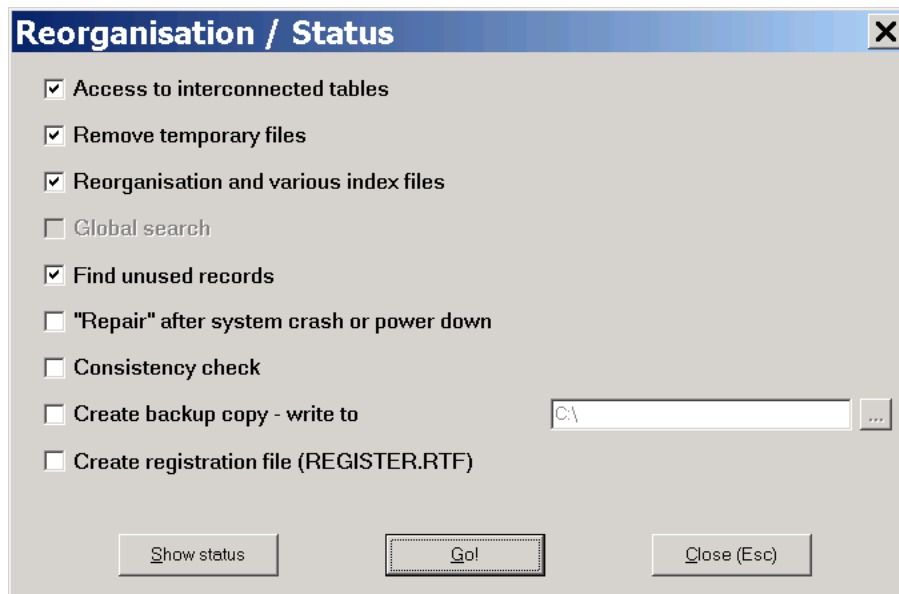 Reorganisation / Status
Access to interconnected tables
Remove temporary files
Reorganisation and various index files
Global search
Find unused records
"Repair" after system crash or power down
Consistency check
Create backup copy - write to C:\ ...
Create registration file (REGISTER.RTF)
Show status Go! Close (Esc)